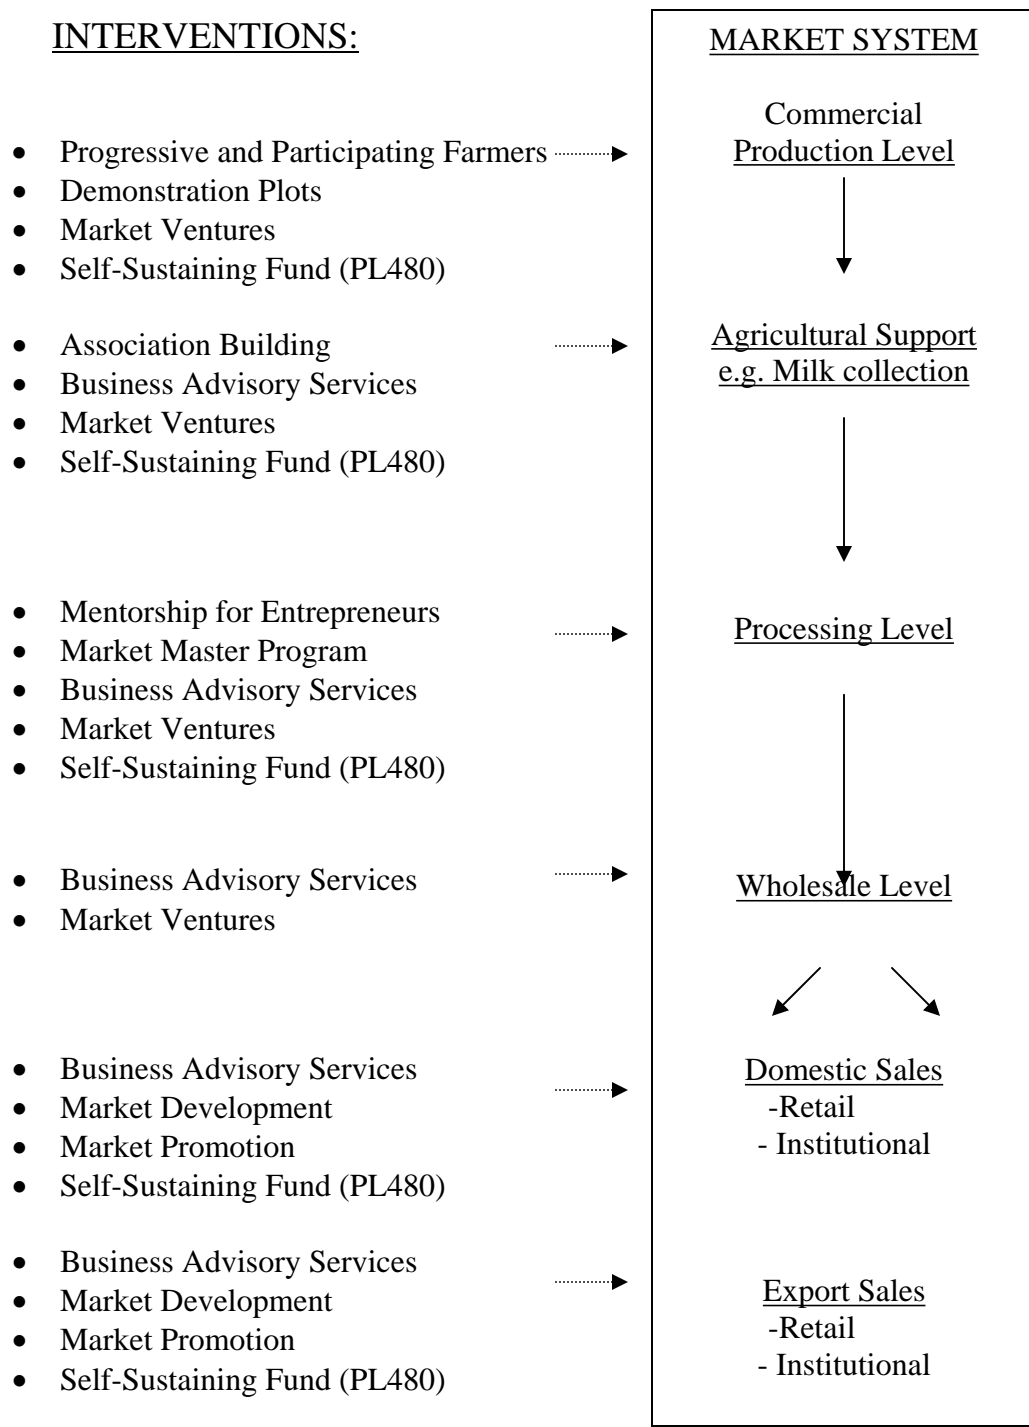 INTERVENTIONS:
MARKET SYSTEM
Commercial
Production Level
• Progressive and Participating Farmers
• Demonstration Plots
• Market Ventures
• Self-Sustaining Fund (PL480)
Agricultural Support
e.g. Milk collection
• Association Building
• Business Advisory Services
• Market Ventures
• Self-Sustaining Fund (PL480)
Processing Level
• Mentorship for Entrepreneurs
• Market Master Program
• Business Advisory Services
• Market Ventures
• Self-Sustaining Fund (PL480)
Wholesale Level
• Business Advisory Services
• Market Ventures
Domestic Sales
-Retail
- Institutional
• Business Advisory Services
• Market Development
• Market Promotion
• Self-Sustaining Fund (PL480)
Export Sales
-Retail
- Institutional
• Business Advisory Services
• Market Development
• Market Promotion
• Self-Sustaining Fund (PL480)